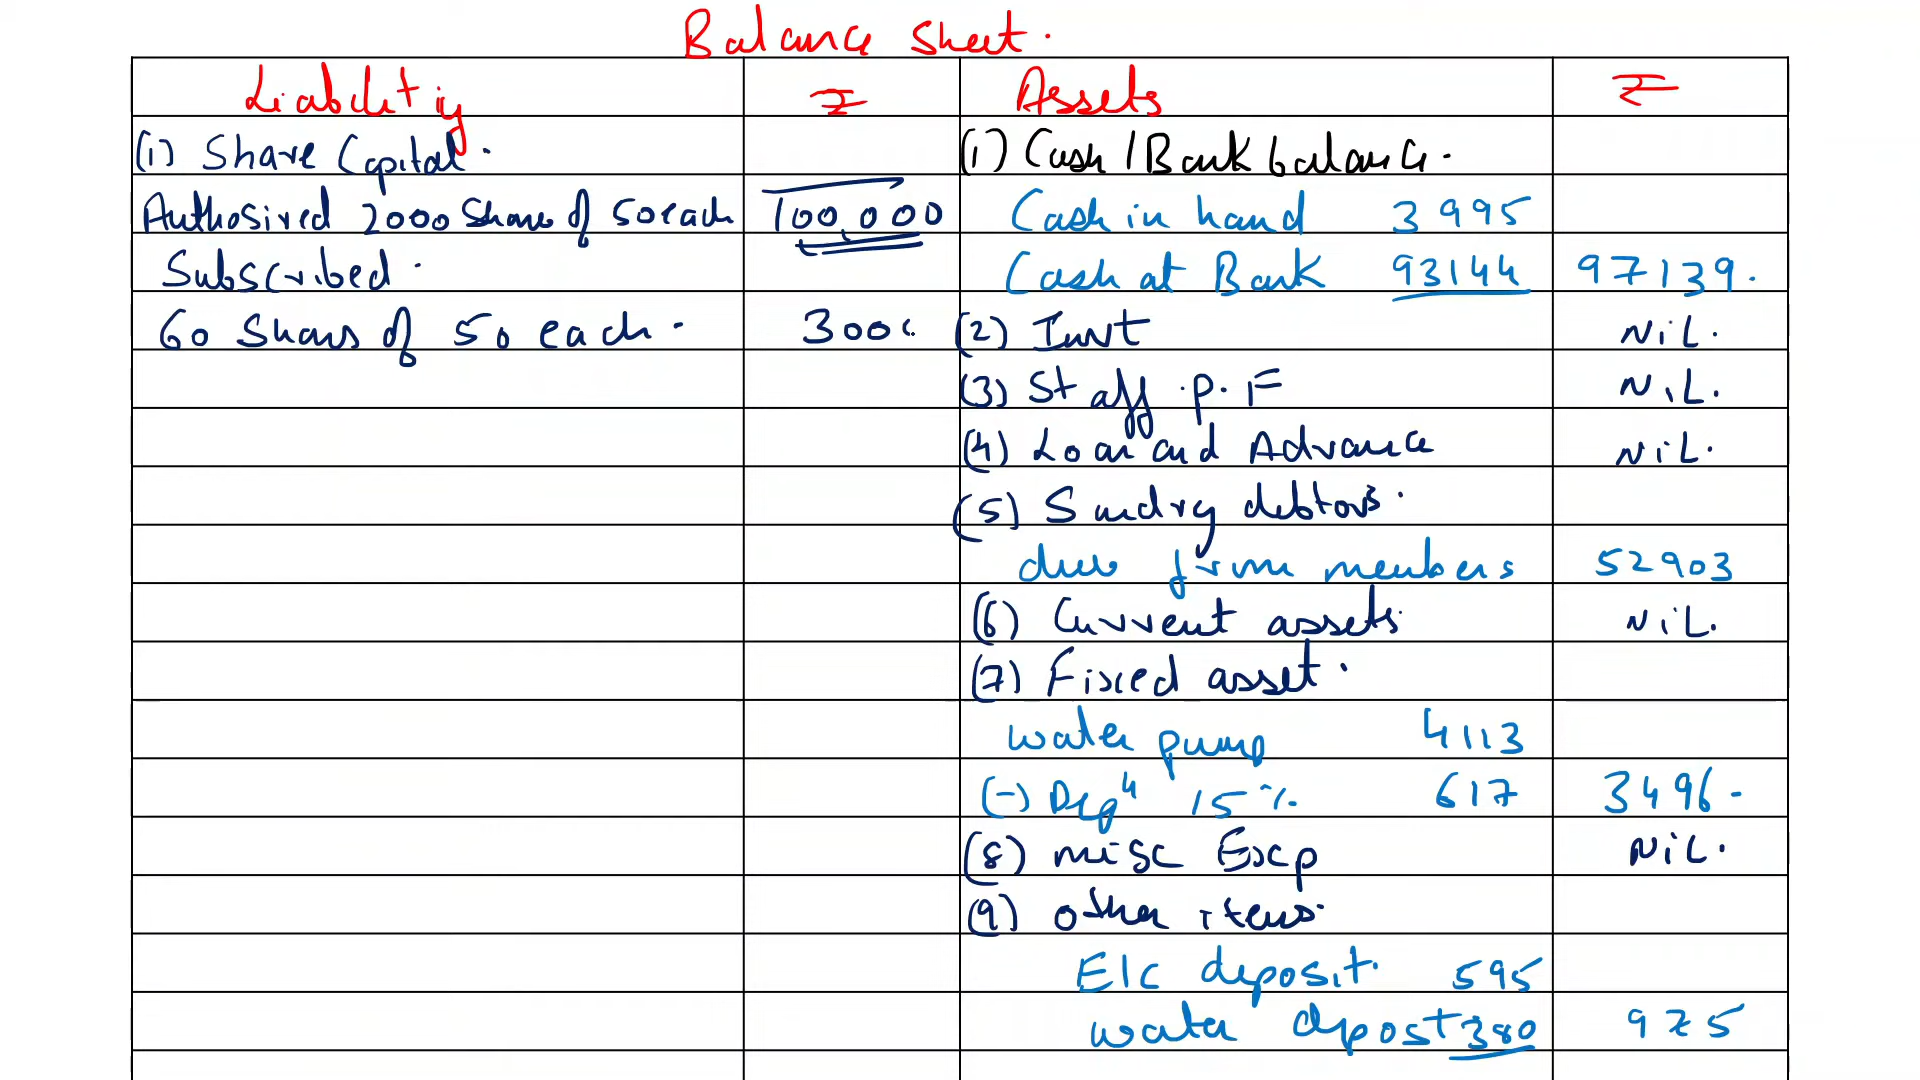 Balance sheet.
Liability ₹ Assets ₹
(1) Share Capital. (1) Cash / Bank balance.
Authorised 2000 Shares of 50 each 100,000 Cash in hand 3995
Subscribed. Cash at Bank 93144 97139.
60 Shares of 50 each. 3000 (2) Invt NiL.
(3) Staff .P.F NiL.
(4) Loan and Advance NiL.
(5) Sundry debtors.
due from members 52903
(6) Current assets. NiL.
(7) Fixed asset.
water pump 4113
(-) Depn 15% 617 3496-
(8) misc Exp NiL.
(9) other items.
Elc deposit. 595
water depost 380 975